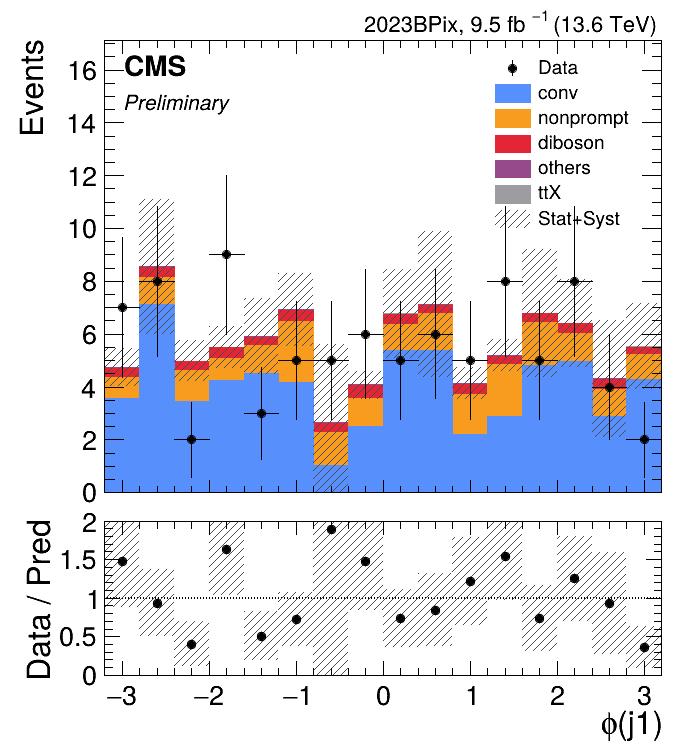 2023BPix, 9.5 fb⁻¹ (13.6 TeV)
Events
16
14
12
10
8
6
4
2
0
CMS
Preliminary
Data
conv
nonprompt
diboson
others
ttX
Stat+Syst
Data / Pred
2
1.5
1
0.5
0
−3
−2
−1
0
1
2
3
ϕ(j1)